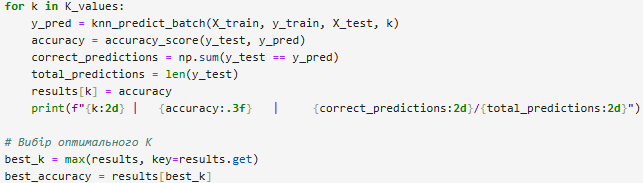 for k in K_values:
    y_pred = knn_predict_batch(X_train, y_train, X_test, k)
    accuracy = accuracy_score(y_test, y_pred)
    correct_predictions = np.sum(y_test == y_pred)
    total_predictions = len(y_test)
    results[k] = accuracy
    print(f"{k:2d} |   {accuracy:.3f}   |     {correct_predictions:2d}/{total_predictions:2d}")
# Вибір оптимального K
best_k = max(results, key=results.get)
best_accuracy = results[best_k]